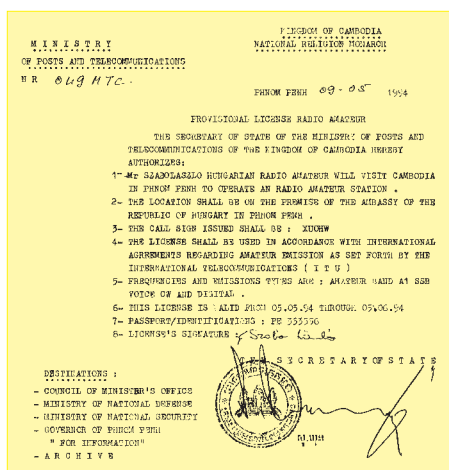 KINGDOM OF CAMBODIA
NATIONAL RELIGION MONARCH
MINISTRY
OF POSTS AND TELECOMMUNICATIONS
NR 049 MTC.
PHNOM PENH 09-05 1994
PROVISIONAL LICENSE RADIO AMATEUR
THE SECRETARY OF STATE OF THE MINISTRY OF POSTS AND
TELECOMMUNICATIONS OF THE KINGDOM OF CAMBODIA HEREBY
AUTHORIZES:
1- Mr SZABOLASZLO HUNGARIAN RADIO AMATEUR WILL VISIT CAMBODIA
IN PHNOM PENH TO OPERATE AN RADIO AMATEUR STATION .
2- THE LOCATION SHALL BE ON THE PREMISE OF THE AMBASSY OF THE
REPUBLIC OF HUNGARY IN PHNOM PENH .
3- THE CALL SIGN ISSUED SHALL BE : XU0HW
4- THE LICENSE SHALL BE USED IN ACCORDANCE WITH INTERNATIONAL
AGRREMENTS REGARDING AMATEUR EMISSION AS SET FORTH BY THE
INTERNATIONAL TELECOMMUNICATIONS ( I T U )
5- FREQUENCIES AND EMISSIONS TYPES ARE : AMATEUR BAND A1 SSB
VOICE CW AND DIGITAL .
6- THIS LICENSE IS VALID FROM 05.05.94 THROUGH 05.06.94
7- PASSPORT/IDENTIFICATIONS : PE 353356
8- LICENSE'S SIGNATURE : Szabo László
THE SECRETARY OF STATE
DESTINATIONS :
- COUNCIL OF MINISTER'S OFFICE
- MINISTRY OF NATIONAL DEFENSE
- MINISTRY OF NATIONAL SECURITY
- GOVERNOR OF PHNOM PENH
" FOR INFORMATION"
- ARCHIVE